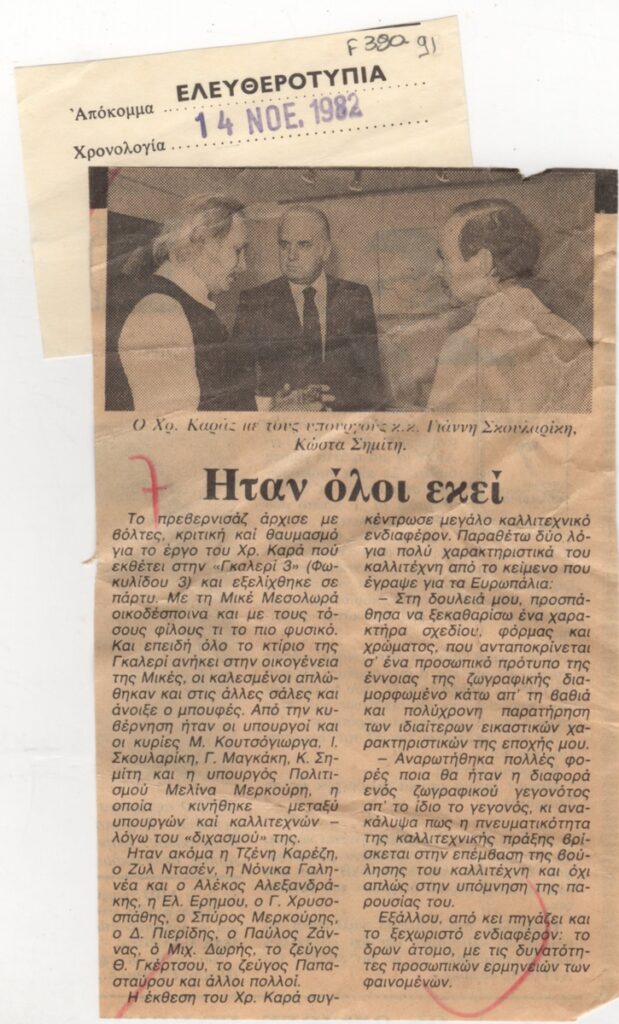 F390 91
Ἀπόκομμα ΕΛΕΥΘΕΡΟΤΥΠΙΑ
Χρονολογία 14 ΝΟΕ. 1982
Ο Χρ. Καράς με τους υπουργούς κ.κ. Γιάννη Σκουλαρίκη,
Κώστα Σημίτη.
7
Ηταν όλοι εκεί
Το πρεβερνισάζ άρχισε με
βόλτες, κριτική καί θαυμασμό
για το έργο του Χρ. Καρά πού
εκθέτει στην «Γκαλερί 3» (Φω-
κυλίδου 3) και εξελίχθηκε σε
πάρτυ. Με τη Μικέ Μεσολωρά
οικοδέσποινα και με τους τό-
σους φίλους τι το πιο φυσικό.
Και επειδή όλο το κτίριο της
Γκαλερί ανήκει στην οικογένεια
της Μικές, οι καλεσμένοι απλώ-
θηκαν και στις άλλες σάλες και
άνοιξε ο μπουφές. Από την κυ-
βέρνηση ήταν οι υπουργοί και
οι κυρίες Μ. Κουτσόγιωργα, Ι.
Σκουλαρίκη, Γ. Μαγκάκη, Κ. Ση-
μίτη και η υπουργός Πολιτι-
σμού Μελίνα Μερκούρη, η
οποία κινήθηκε μεταξύ
υπουργών καί καλλιτεχνών –
λόγω του «διχασμού» της.
Ηταν ακόμα η Τζένη Καρέζη,
ο Ζυλ Ντασέν, η Νόνικα Γαλη-
νέα και ο Αλέκος Αλεξανδρά-
κης, η Ελ. Ερημου, ο Γ. Χρυσο-
σπάθης, ο Σπύρος Μερκούρης,
ο Δ. Πιερίδης, ο Παύλος Ζάν-
νας, ὁ Μιχ. Δωρής, το ζεύγος
Θ. Γκέρτσου, το ζεύγος Παπα-
σταύρου και άλλοι πολλοί.
Ἡ έκθεση του Χρ. Καρά συγ-
κέντρωσε μεγάλο καλλιτεχνικό
ενδιαφέρον. Παραθέτω δύο λό-
για πολύ χαρακτηριστικά του
καλλιτέχνη από το κείμενο που
έγραψε για τα Ευρωπάλια:
– Στη δουλειά μου, προσπά-
θησα να ξεκαθαρίσω ένα χαρα-
κτήρα σχεδίου, φόρμας και
χρώματος, που ανταποκρίνεται
σ' ένα προσωπικό πρότυπο της
έννοιας της ζωγραφικής δια-
μορφωμένο κάτω απ' τη βαθιά
και πολύχρονη παρατήρηση
των ιδιαίτερων εικαστικών χα-
ρακτηριστικών της εποχής μου.
– Αναρωτήθηκα πολλές φο-
ρές ποια θα ήταν η διαφορά
ενός ζωγραφικού γεγονότος
απ' το ίδιο το γεγονός, κι ανα-
κάλυψα πως η πνευματικότητα
της καλλιτεχνικής πράξης βρί-
σκεται στην επέμβαση της βού-
λησης του καλλιτέχνη και όχι
απλώς στην υπόμνηση της πα-
ρουσίας του.
Εξάλλου, από κει πηγάζει και
το ξεχωριστό ενδιαφέρον: το
δρων άτομο, με τις δυνατότη-
τες προσωπικών ερμηνειών των
φαινομένων.